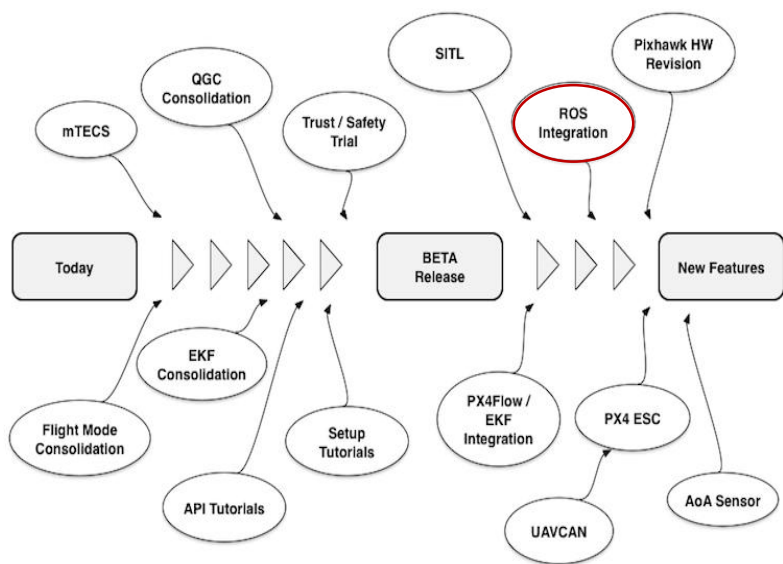 SITL
Pixhawk HW
Revision
QGC
Consolidation
ROS
Integration
mTECS
Trust / Safety
Trial
Today
BETA
Release
New Features
EKF
Consolidation
Flight Mode
Consolidation
Setup
Tutorials
PX4Flow /
EKF
Integration
PX4 ESC
API Tutorials
UAVCAN
AoA Sensor